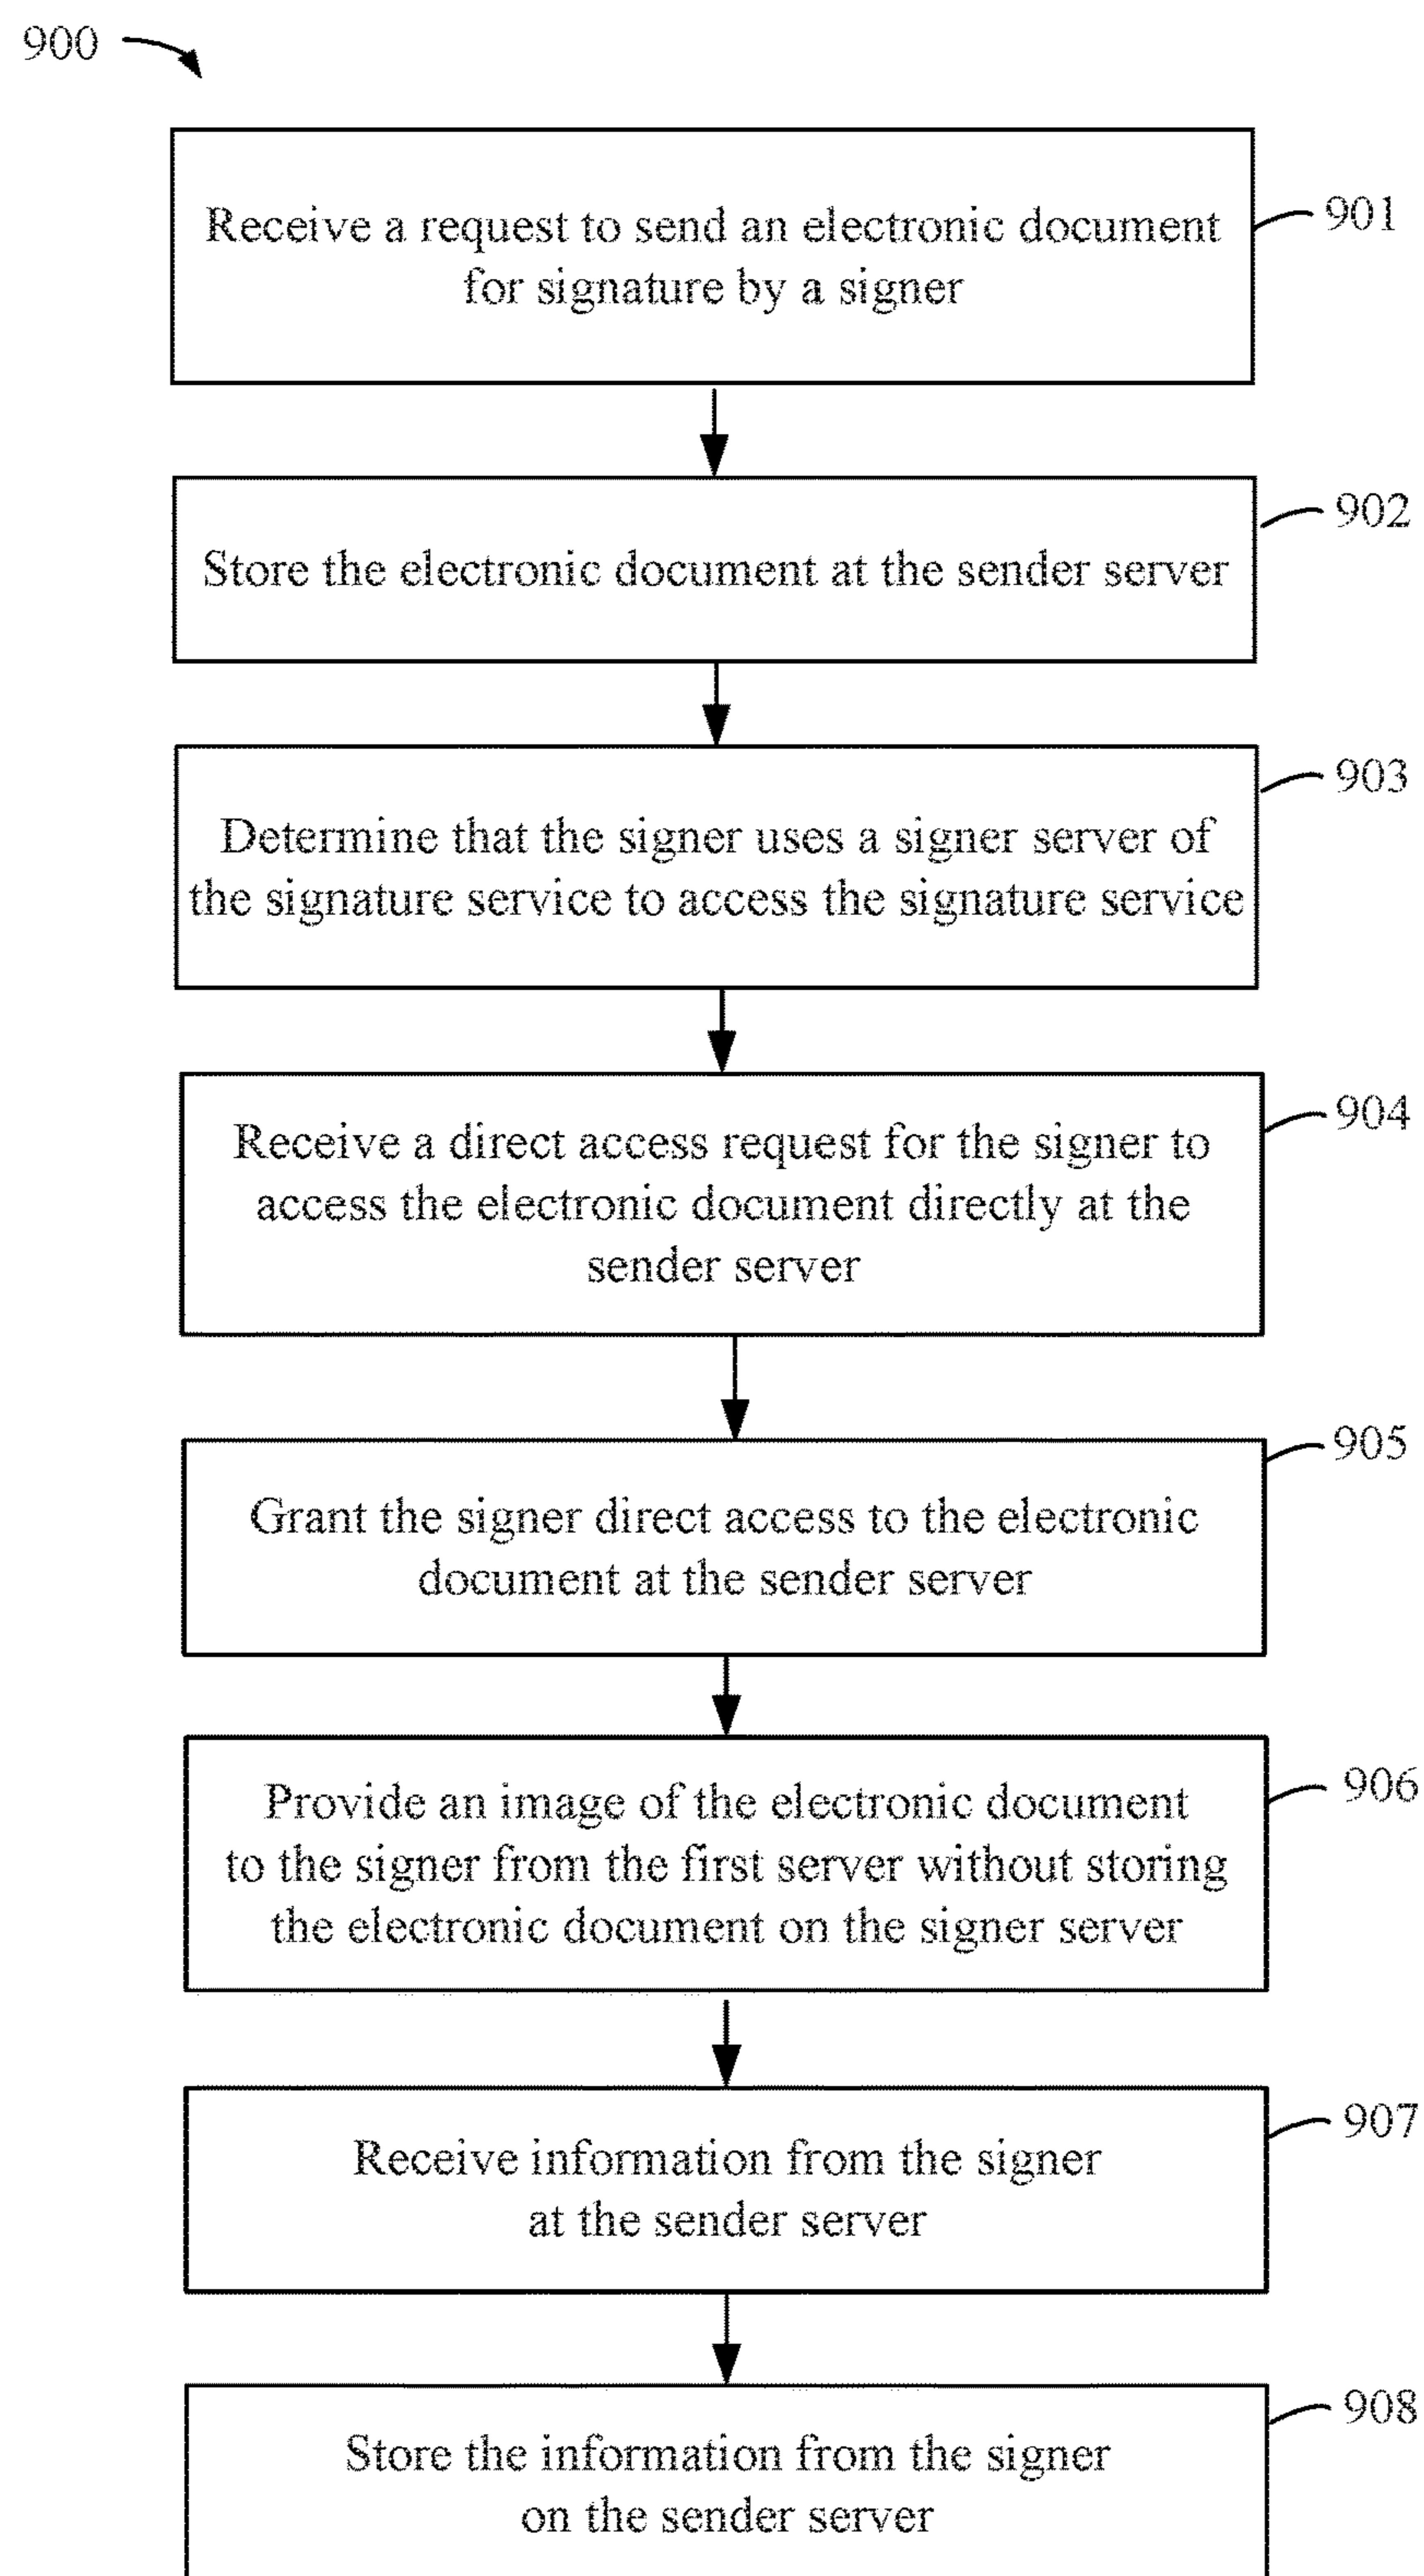 900
Receive a request to send an electronic document
for signature by a signer
901
Store the electronic document at the sender server
902
Determine that the signer uses a signer server of
the signature service to access the signature service
903
Receive a direct access request for the signer to
access the electronic document directly at the
sender server
904
Grant the signer direct access to the electronic
document at the sender server
905
Provide an image of the electronic document
to the signer from the first server without storing
the electronic document on the signer server
906
Receive information from the signer
at the sender server
907
Store the information from the signer
on the sender server
908